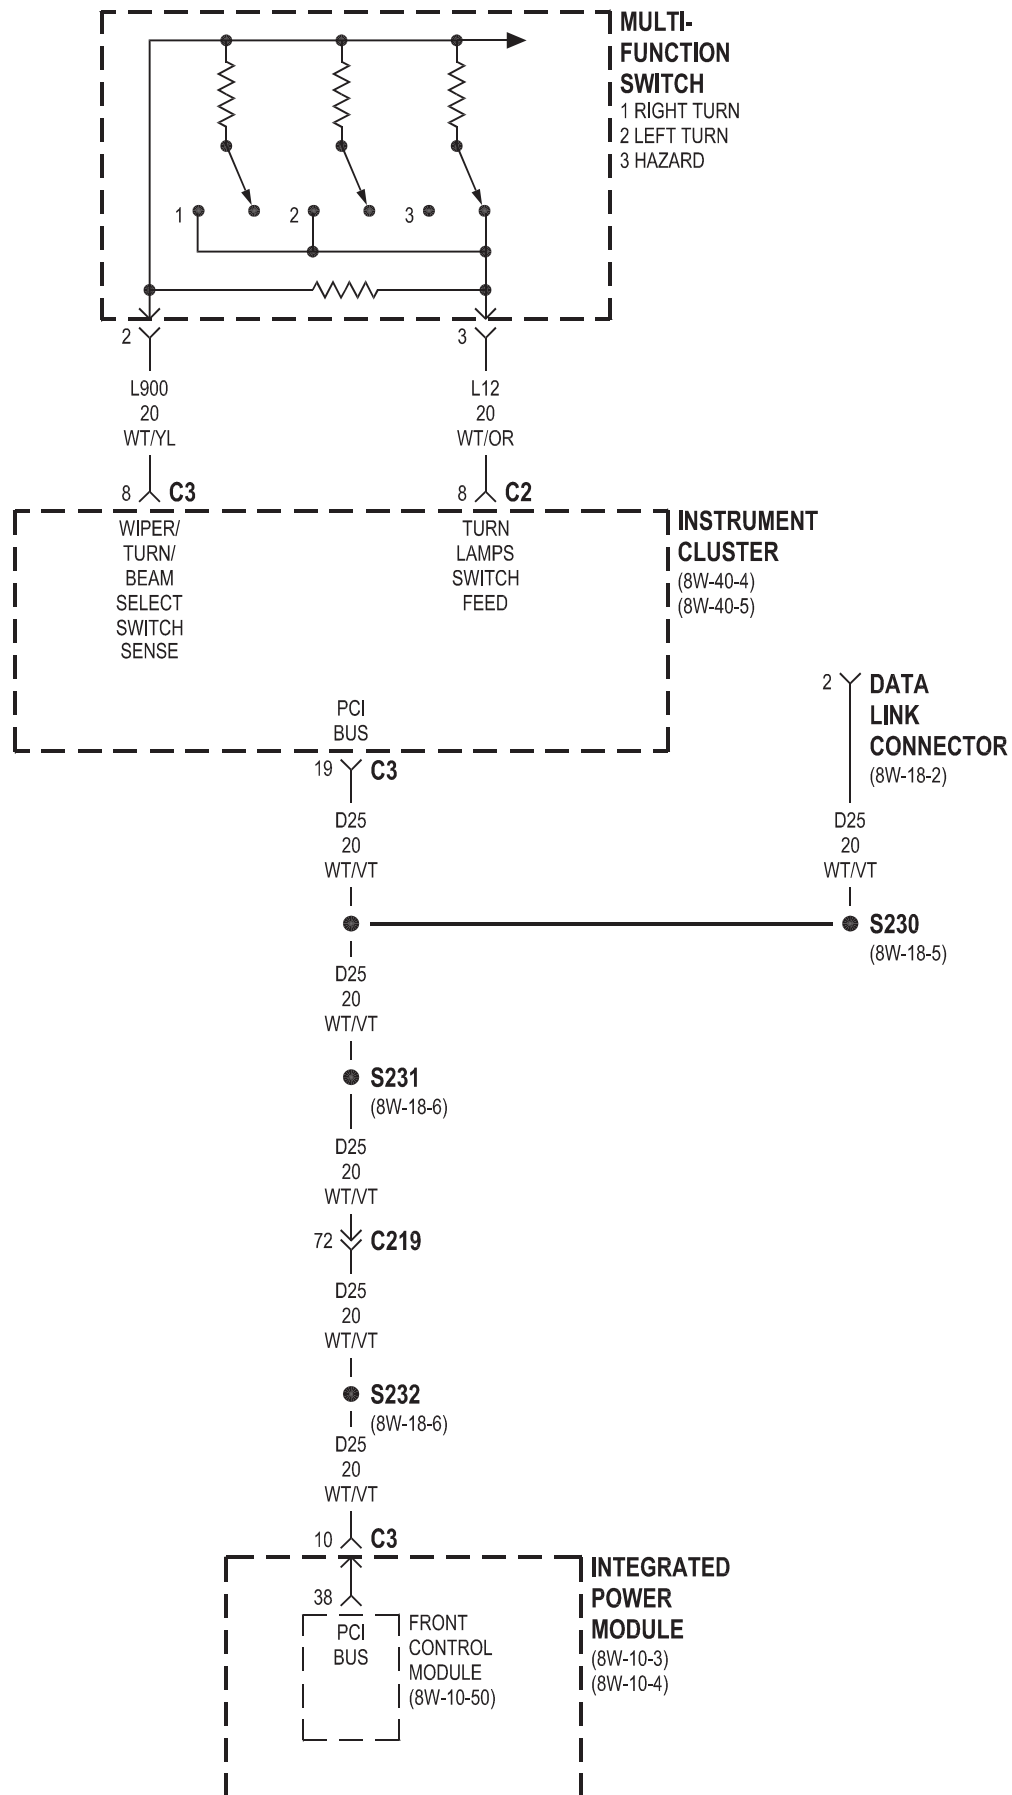 MULTI-
FUNCTION
SWITCH
1 RIGHT TURN
2 LEFT TURN
3 HAZARD
1
2
3
2
3
L900
20
WT/YL
L12
20
WT/OR
8
C3
8
C2
WIPER/
TURN/
BEAM
SELECT
SWITCH
SENSE
TURN
LAMPS
SWITCH
FEED
INSTRUMENT
CLUSTER
(8W-40-4)
(8W-40-5)
PCI
BUS
19
C3
2
DATA
LINK
CONNECTOR
(8W-18-2)
D25
20
WT/VT
D25
20
WT/VT
S230
(8W-18-5)
D25
20
WT/VT
S231
(8W-18-6)
D25
20
WT/VT
72
C219
D25
20
WT/VT
S232
(8W-18-6)
D25
20
WT/VT
10
C3
INTEGRATED
POWER
MODULE
(8W-10-3)
(8W-10-4)
38
PCI
BUS
FRONT
CONTROL
MODULE
(8W-10-50)